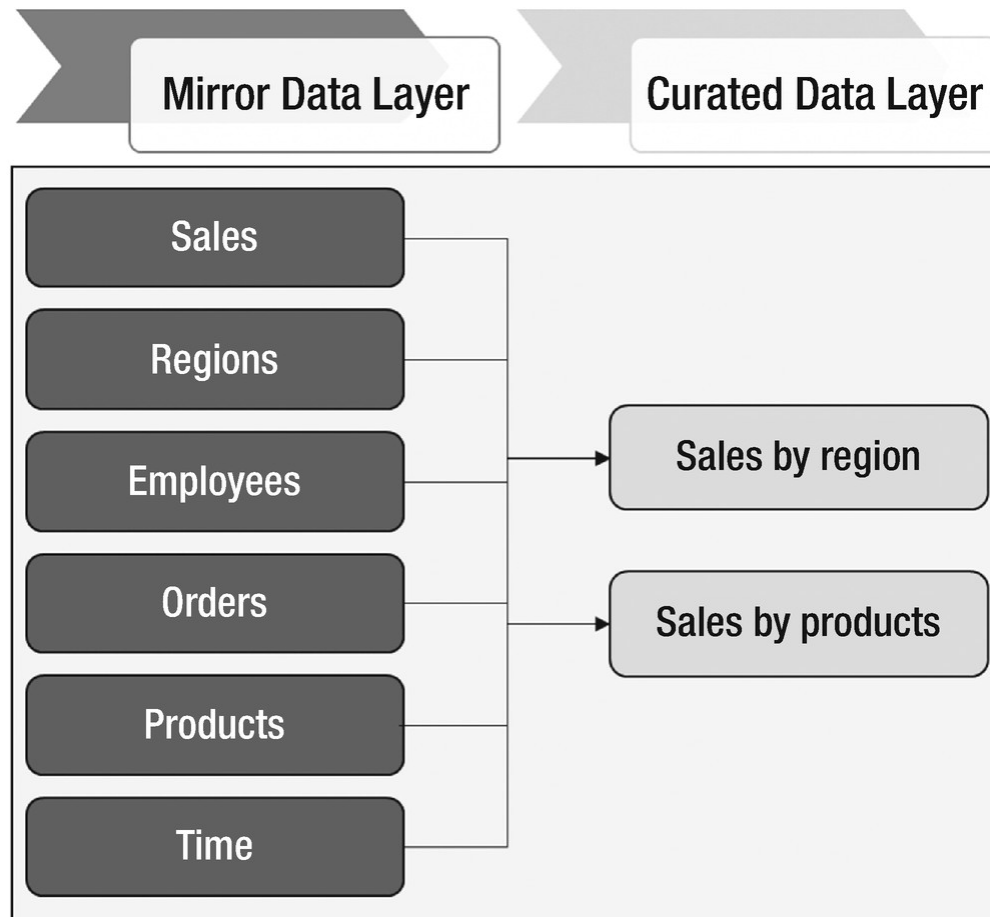 Mirror Data Layer
Curated Data Layer
Sales
Regions
Employees
Orders
Products
Time
Sales by region
Sales by products